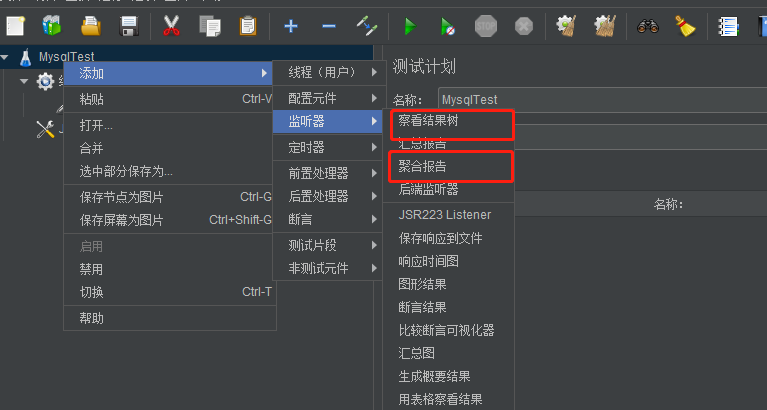 MysqlTest
添加
粘贴 Ctrl-V
打开...
合并
选中部分保存为...
保存节点为图片 Ctrl-G
保存屏幕为图片 Ctrl+Shift-G
启用
禁用
切换 Ctrl-T
帮助
线程（用户）
配置元件
监听器
定时器
前置处理器
后置处理器
断言
测试片段
非测试元件
测试计划
名称： MysqlTest
察看结果树
汇总报告
聚合报告
后端监听器
JSR223 Listener
保存响应到文件
响应时间图
图形结果
断言结果
比较断言可视化器
汇总图
生成概要结果
用表格察看结果
名称: